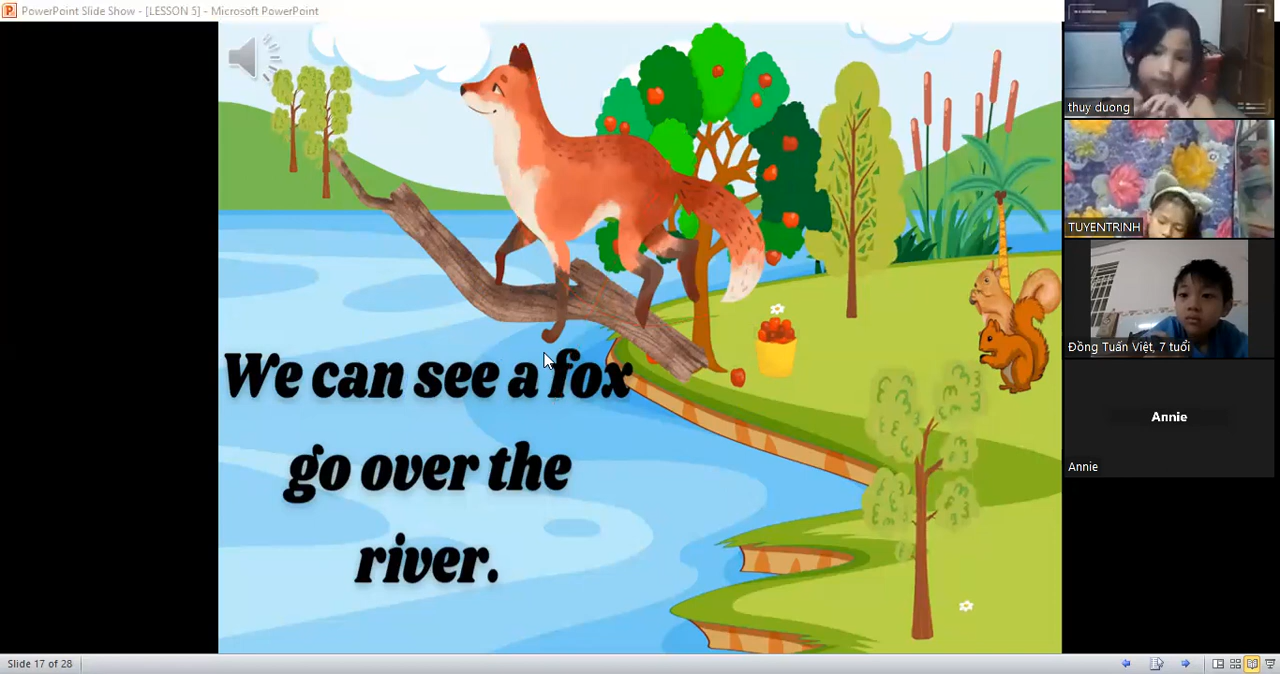 PowerPoint Slide Show - [LESSON 5] - Microsoft PowerPoint
thuy duong
TUYENTRINH
Đồng Tuấn Việt, 7 tuổi
Annie
Annie
We can see a fox
go over the
river.
Slide 17 of 28